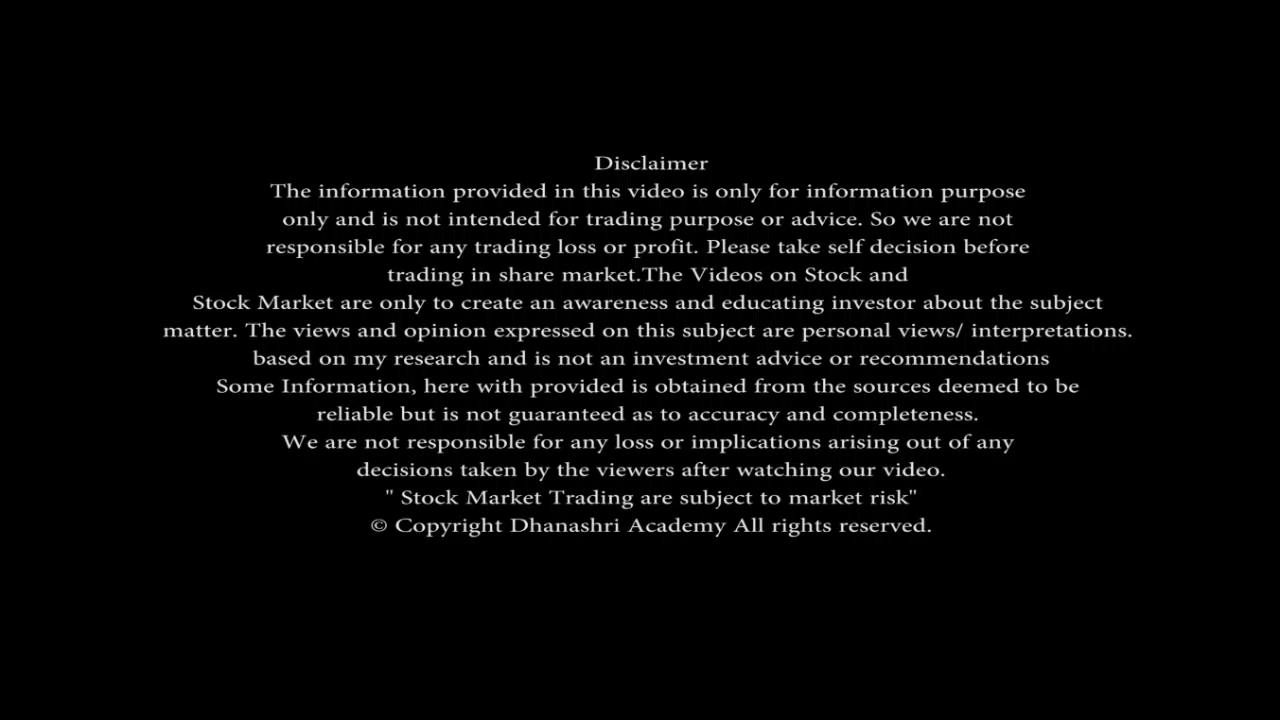 Disclaimer
The information provided in this video is only for information purpose
only and is not intended for trading purpose or advice. So we are not
responsible for any trading loss or profit. Please take self decision before
trading in share market.The Videos on Stock and
Stock Market are only to create an awareness and educating investor about the subject
matter. The views and opinion expressed on this subject are personal views/ interpretations.
based on my research and is not an investment advice or recommendations
Some Information, here with provided is obtained from the sources deemed to be
reliable but is not guaranteed as to accuracy and completeness.
We are not responsible for any loss or implications arising out of any
decisions taken by the viewers after watching our video.
" Stock Market Trading are subject to market risk"
© Copyright Dhanashri Academy All rights reserved.